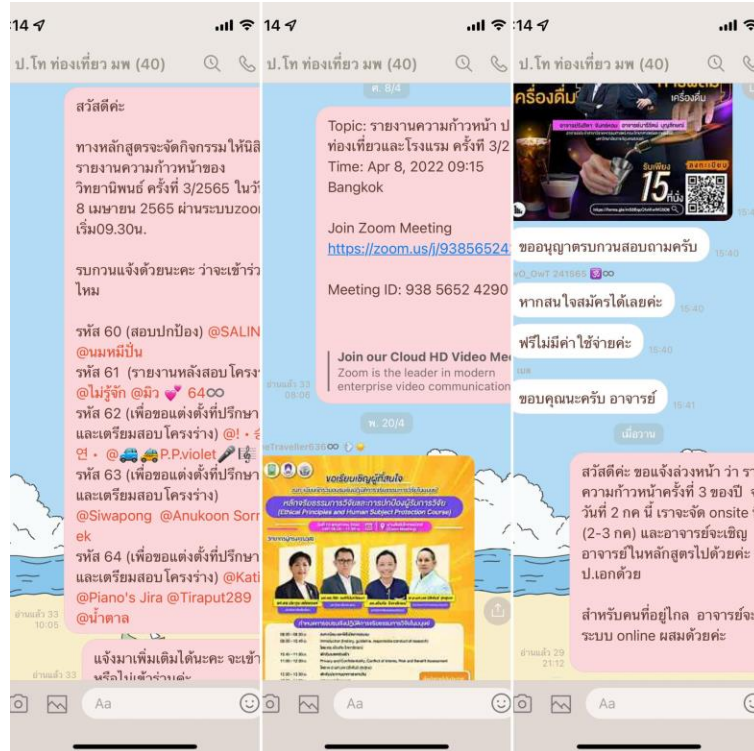 :14
ป.โท ท่องเที่ยว มพ (40)
สวัสดีค่ะ
ทางหลักสูตรจะจัดกิจกรรมให้นิสิ
รายงานความก้าวหน้าของ
วิทยานิพนธ์ ครั้งที่ 3/2565 ในวั
8 เมษายน 2565 ผ่านระบบzoo
เริ่ม09.30น.
รบกวนแจ้งด้วยนะคะ ว่าจะเข้าร่ว
ไหม
รหัส 60 (สอบปกป้อง) @SALIN
@นมหมีปั่น
รหัส 61 (รายงานหลังสอบโครง
@ไม่รู้จัก @มิว 💕 64∞
รหัส 62 (เพื่อขอแต่งตั้งที่ปรึกษา
และเตรียมสอบโครงร่าง) @! •
연 • @🚙🚕P.P.violet🎤🎼
รหัส 63 (เพื่อขอแต่งตั้งที่ปรึกษา
และเตรียมสอบโครงร่าง)
@Siwapong @Anukoon Sorr
ek
รหัส 64 (เพื่อขอแต่งตั้งที่ปรึกษา
และเตรียมสอบโครงร่าง) @Kati
@Piano's Jira @Tiraput289
@น้ำตาล
อ่านแล้ว 33
10:05
แจ้งมาเพิ่มเติมได้นะคะ จะเข้า
หรือไม่เข้าร่วมค่ะ
อ่านแล้ว 33
Aa
14
ป.โท ท่องเที่ยว มพ (40)
ศ. 8/4
Topic: รายงานความก้าวหน้า ป
ท่องเที่ยวและโรงแรม ครั้งที่ 3/2
Time: Apr 8, 2022 09:15
Bangkok
Join Zoom Meeting
https://zoom.us/j/93856524
Meeting ID: 938 5652 4290
Join our Cloud HD Video Me
Zoom is the leader in modern
enterprise video communication
อ่านแล้ว 33
08:06
พ. 20/4
eTraveller636∞
ขอเรียนเชิญผู้ที่สนใจ
หลักจริยธรรมการวิจัยและการปกป้องผู้รับการวิจัย
(Ethical Principles and Human Subject Protection Course)
Aa
:14
ป.โท ท่องเที่ยว มพ (40)
เครื่องดื่ม
เครื่องดื่ม
รับเพียง
15
ที่นั่ง
ลงทะเบียน
ขออนุญาตรบกวนสอบถามครับ
15:40
O_OwT 241565 🕉∞
หากสนใจสมัครได้เลยค่ะ
15:40
ฟรีไม่มีค่าใช้จ่ายค่ะ
15:40
เมส
ขอบคุณนะครับ อาจารย์
15:41
เมื่อวาน
สวัสดีค่ะ ขอแจ้งล่วงหน้า ว่า รา
ความก้าวหน้าครั้งที่ 3 ของปี จ
วันที่ 2 กค นี้ เราจะจัด onsite
(2-3 กค) และอาจารย์จะเชิญ
อาจารย์ในหลักสูตรไปด้วยค่ะ
ป.เอกด้วย
สำหรับคนที่อยู่ไกล อาจารย์จะ
ระบบ online ผสมด้วยค่ะ
อ่านแล้ว 29
21:12
Aa